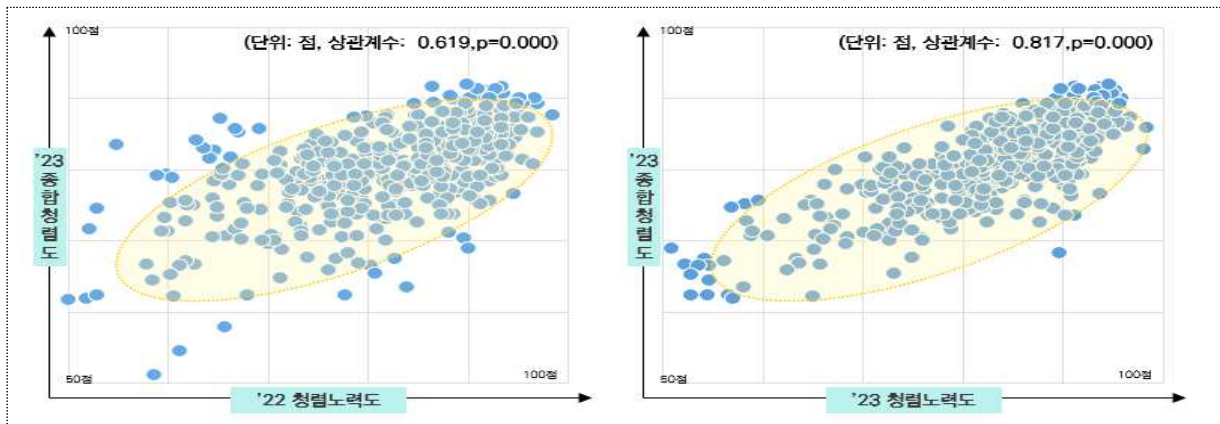 100점
(단위: 점, 상관계수: 0.619,p=0.000)
'23
종
합
청
렴
도
50점
100점
'22 청렴노력도
100점
(단위: 점, 상관계수: 0.817,p=0.000)
'23
종
합
청
렴
도
50점
100점
'23 청렴노력도